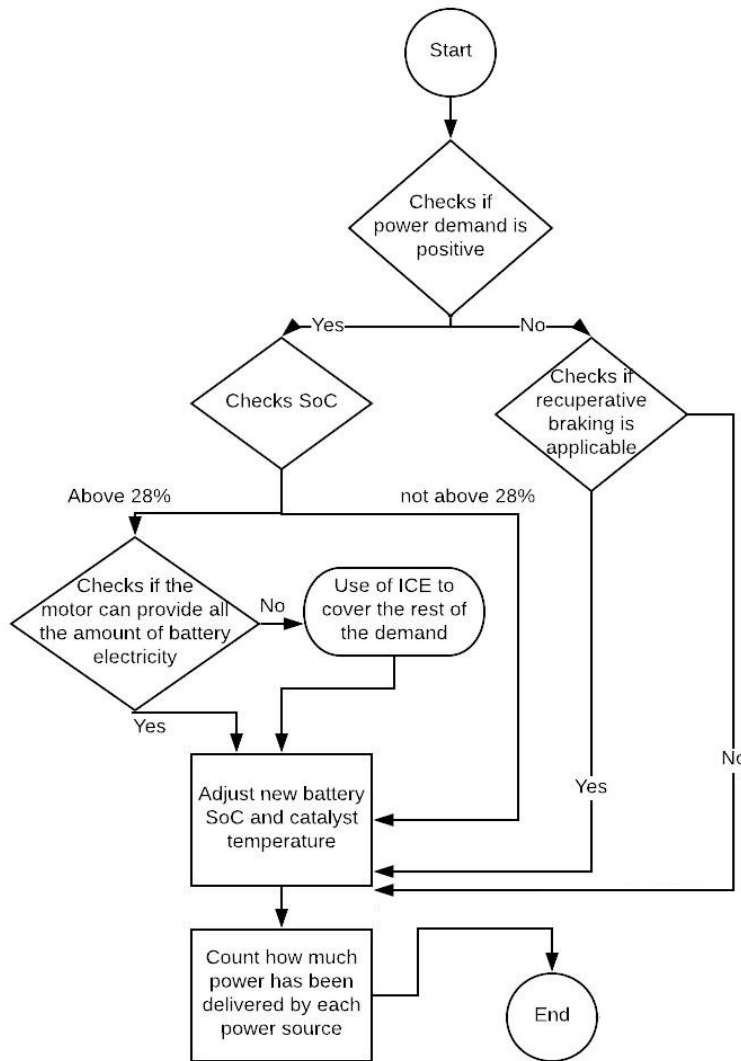 Start
Checks if
power demand is
positive
Yes
No
Checks SoC
Checks if
recuperative
braking is
applicable
Above 28%
not above 28%
Checks if the
motor can provide all
the amount of battery
electricity
No
Use of ICE to
cover the rest of
the demand
Yes
Adjust new battery
SoC and catalyst
temperature
Yes
No
Count how much
power has been
delivered by each
power source
End